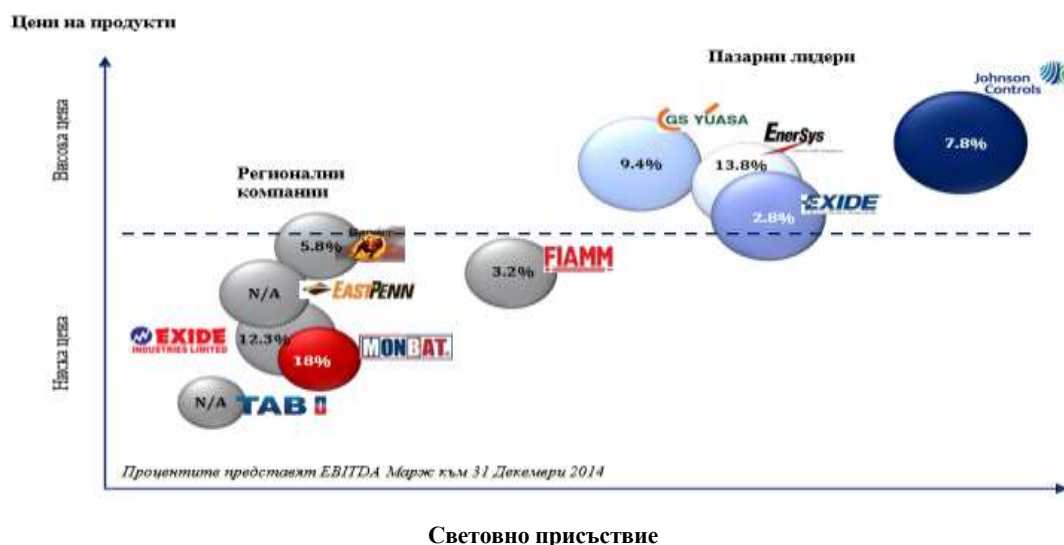 Цени на продукти
Пазарни лидери
Johnson
Controls
GS YUASA
EnerSys
7.8%
9.4%
13.8%
Висока цена
Регионални
компании
EXIDE
2.8%
5.8%
FIAMM
3.2%
N/A
EASTPENN
EXIDE
INDUSTRIES LIMITED
12.3%
MONBAT
18%
Ниска цена
N/A
TAB
Процентите представят EBITDA Марж към 31 Декември 2014
Световно присъствие